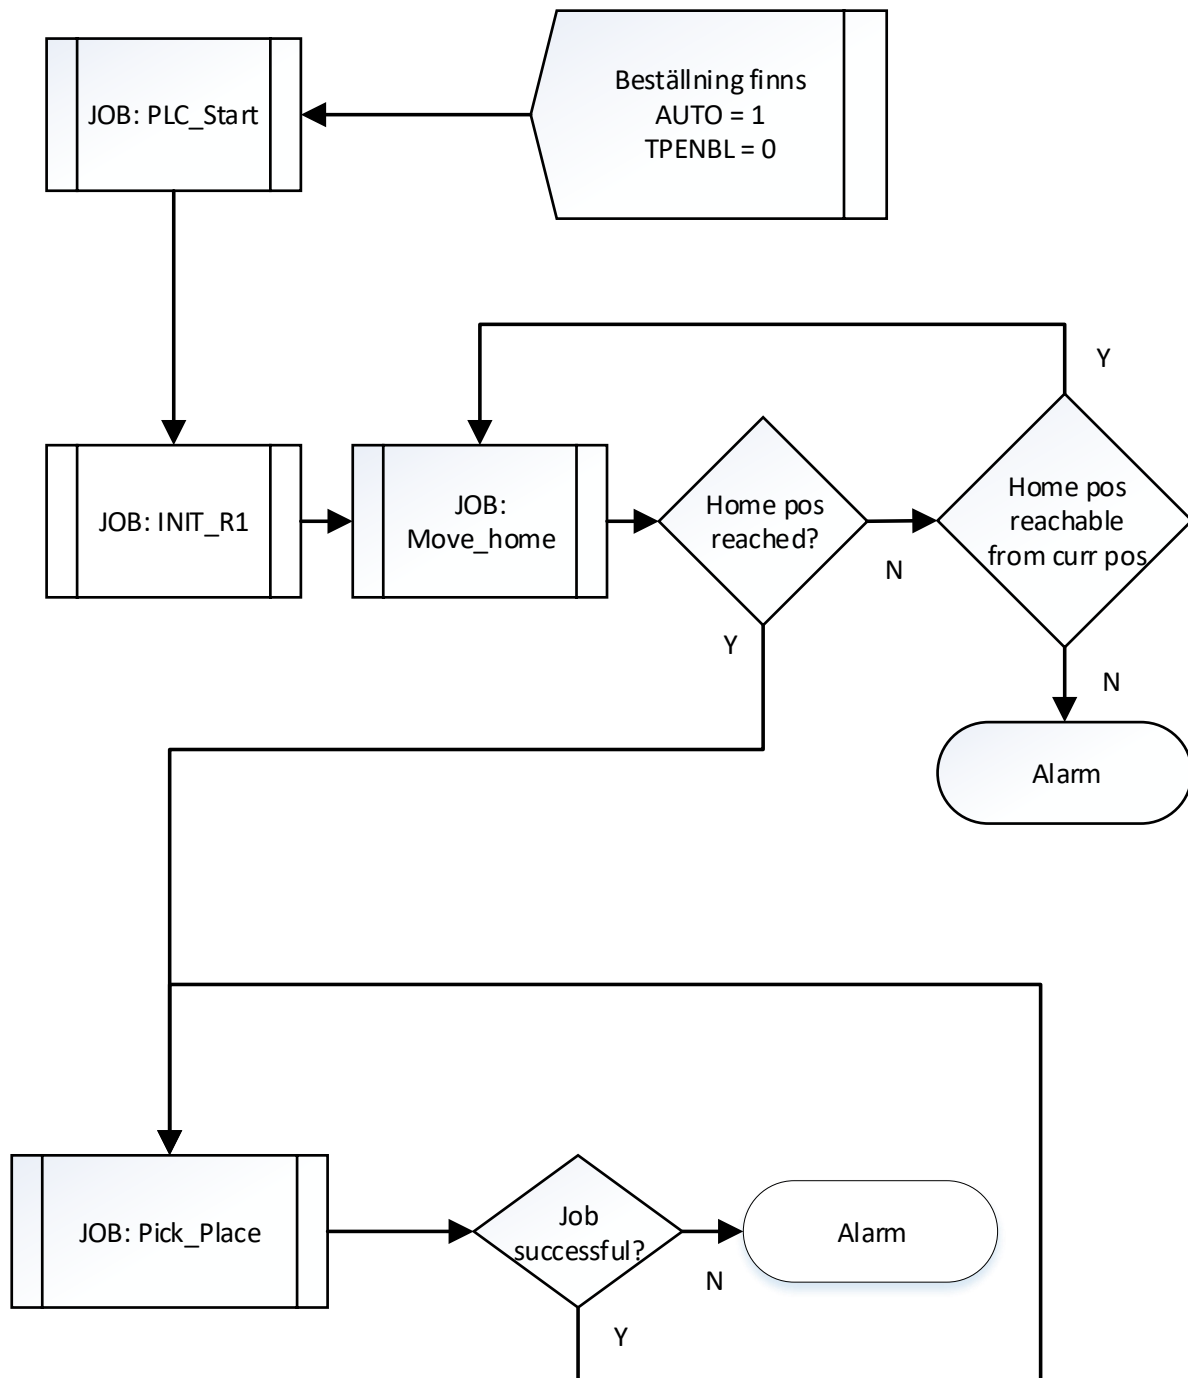 JOB: PLC_Start
Beställning finns
AUTO = 1
TPENBL = 0
Y
JOB: INIT_R1
JOB:
Move_home
Home pos
reached?
N
Home pos
reachable
from curr pos
Y
N
Alarm
JOB: Pick_Place
Job
successful?
N
Alarm
Y